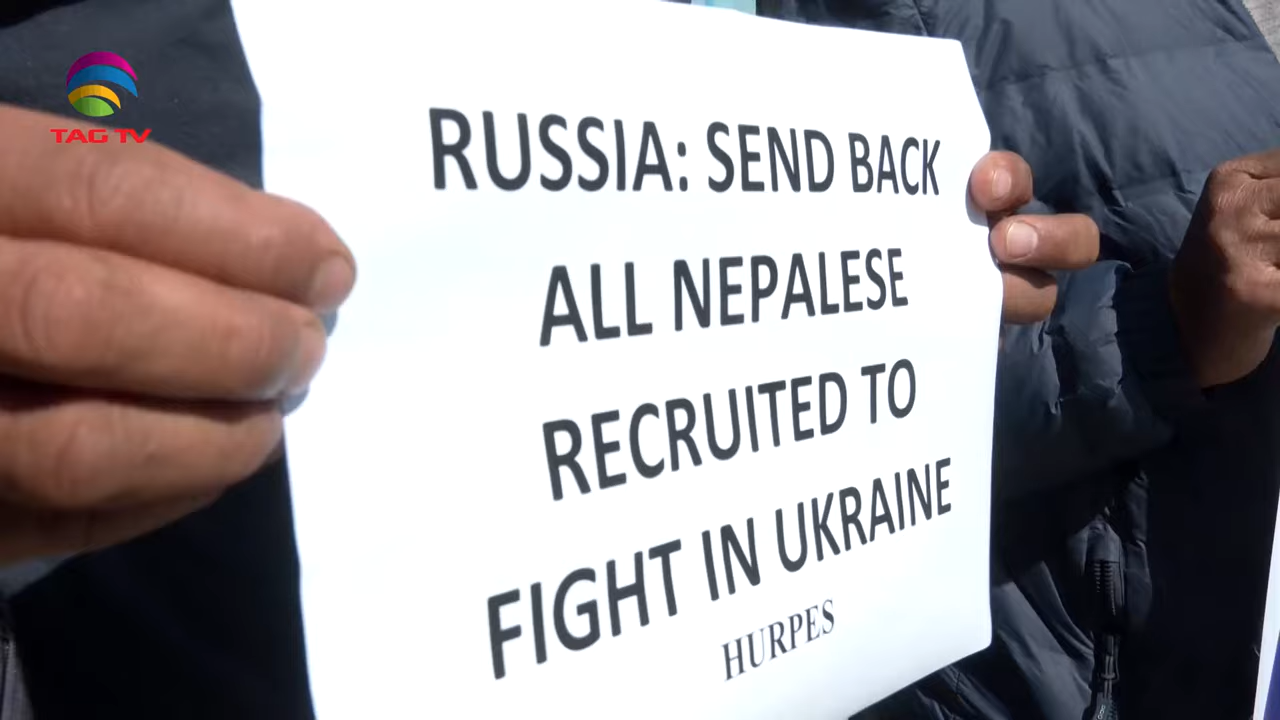 TAG TV
RUSSIA: SEND BACK
ALL NEPALESE
RECRUITED TO
FIGHT IN UKRAINE
HURPES